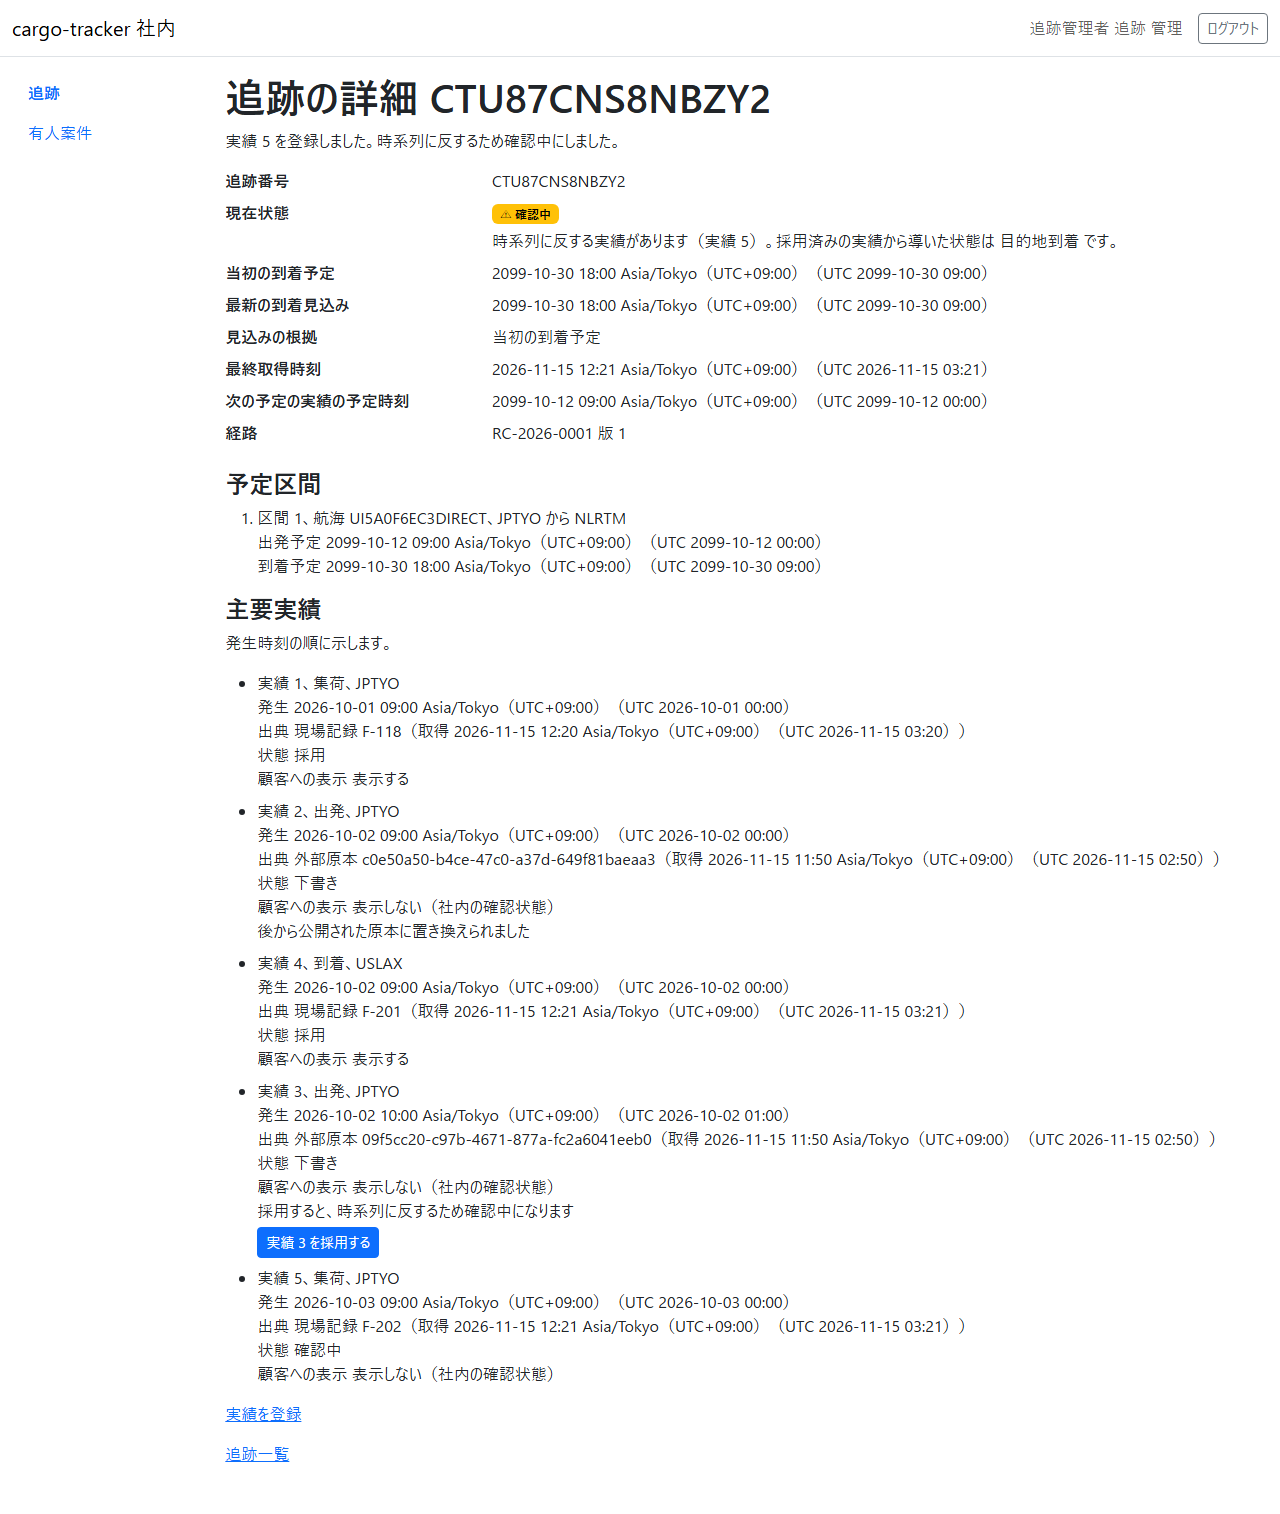 cargo-tracker 社内
追跡管理者 追跡 管理
ログアウト
追跡
有人案件
追跡の詳細 CTU87CNS8NBZY2
実績 5 を登録しました。時系列に反するため確認中にしました。
追跡番号 CTU87CNS8NBZY2
現在状態 ⚠ 確認中
時系列に反する実績があります（実績 5）。採用済みの実績から導いた状態は 目的地到着 です。
当初の到着予定 2099-10-30 18:00 Asia/Tokyo（UTC+09:00）（UTC 2099-10-30 09:00）
最新の到着見込み 2099-10-30 18:00 Asia/Tokyo（UTC+09:00）（UTC 2099-10-30 09:00）
見込みの根拠 当初の到着予定
最終取得時刻 2026-11-15 12:21 Asia/Tokyo（UTC+09:00）（UTC 2026-11-15 03:21）
次の予定の実績の予定時刻 2099-10-12 09:00 Asia/Tokyo（UTC+09:00）（UTC 2099-10-12 00:00）
経路 RC-2026-0001 版 1
予定区間
1. 区間 1、航海 UI5A0F6EC3DIRECT、JPTYO から NLRTM
出発予定 2099-10-12 09:00 Asia/Tokyo（UTC+09:00）（UTC 2099-10-12 00:00）
到着予定 2099-10-30 18:00 Asia/Tokyo（UTC+09:00）（UTC 2099-10-30 09:00）
主要実績
発生時刻の順に示します。
• 実績 1、集荷、JPTYO
発生 2026-10-01 09:00 Asia/Tokyo（UTC+09:00）（UTC 2026-10-01 00:00）
出典 現場記録 F-118（取得 2026-11-15 12:20 Asia/Tokyo（UTC+09:00）（UTC 2026-11-15 03:20））
状態 採用
顧客への表示 表示する
• 実績 2、出発、JPTYO
発生 2026-10-02 09:00 Asia/Tokyo（UTC+09:00）（UTC 2026-10-02 00:00）
出典 外部原本 c0e50a50-b4ce-47c0-a37d-649f81baeaa3（取得 2026-11-15 11:50 Asia/Tokyo（UTC+09:00）（UTC 2026-11-15 02:50））
状態 下書き
顧客への表示 表示しない（社内の確認状態）
後から公開された原本に置き換えられました
• 実績 4、到着、USLAX
発生 2026-10-02 09:00 Asia/Tokyo（UTC+09:00）（UTC 2026-10-02 00:00）
出典 現場記録 F-201（取得 2026-11-15 12:21 Asia/Tokyo（UTC+09:00）（UTC 2026-11-15 03:21））
状態 採用
顧客への表示 表示する
• 実績 3、出発、JPTYO
発生 2026-10-02 10:00 Asia/Tokyo（UTC+09:00）（UTC 2026-10-02 01:00）
出典 外部原本 09f5cc20-c97b-4671-877a-fc2a6041eeb0（取得 2026-11-15 11:50 Asia/Tokyo（UTC+09:00）（UTC 2026-11-15 02:50））
状態 下書き
顧客への表示 表示しない（社内の確認状態）
採用すると、時系列に反するため確認中になります
実績 3 を採用する
• 実績 5、集荷、JPTYO
発生 2026-10-03 09:00 Asia/Tokyo（UTC+09:00）（UTC 2026-10-03 00:00）
出典 現場記録 F-202（取得 2026-11-15 12:21 Asia/Tokyo（UTC+09:00）（UTC 2026-11-15 03:21））
状態 確認中
顧客への表示 表示しない（社内の確認状態）
実績を登録
追跡一覧